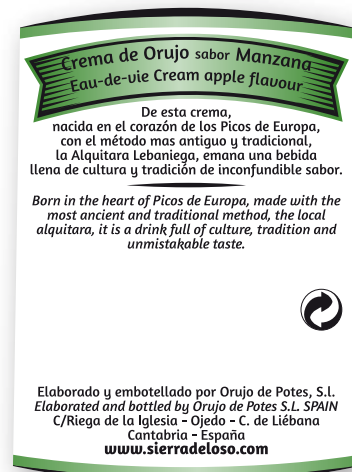 Crema de Orujo sabor Manzana
Eau-de-vie Cream apple flavour
De esta crema,
nacida en el corazón de los Picos de Europa,
con el método mas antiguo y tradicional,
la Alquitara Lebaniega, emana una bebida
llena de cultura y tradición de inconfundible sabor.
Born in the heart of Picos de Europa, made with the
most ancient and traditional method, the local
alquitara, it is a drink full of culture, tradition and
unmistakable taste.
Elaborado y embotellado por Orujo de Potes, S.l.
Elaborated and bottled by Orujo de Potes S.L. SPAIN
C/Riega de la Iglesia - Ojedo - C. de Liébana
Cantabria - España
www.sierradeloso.com